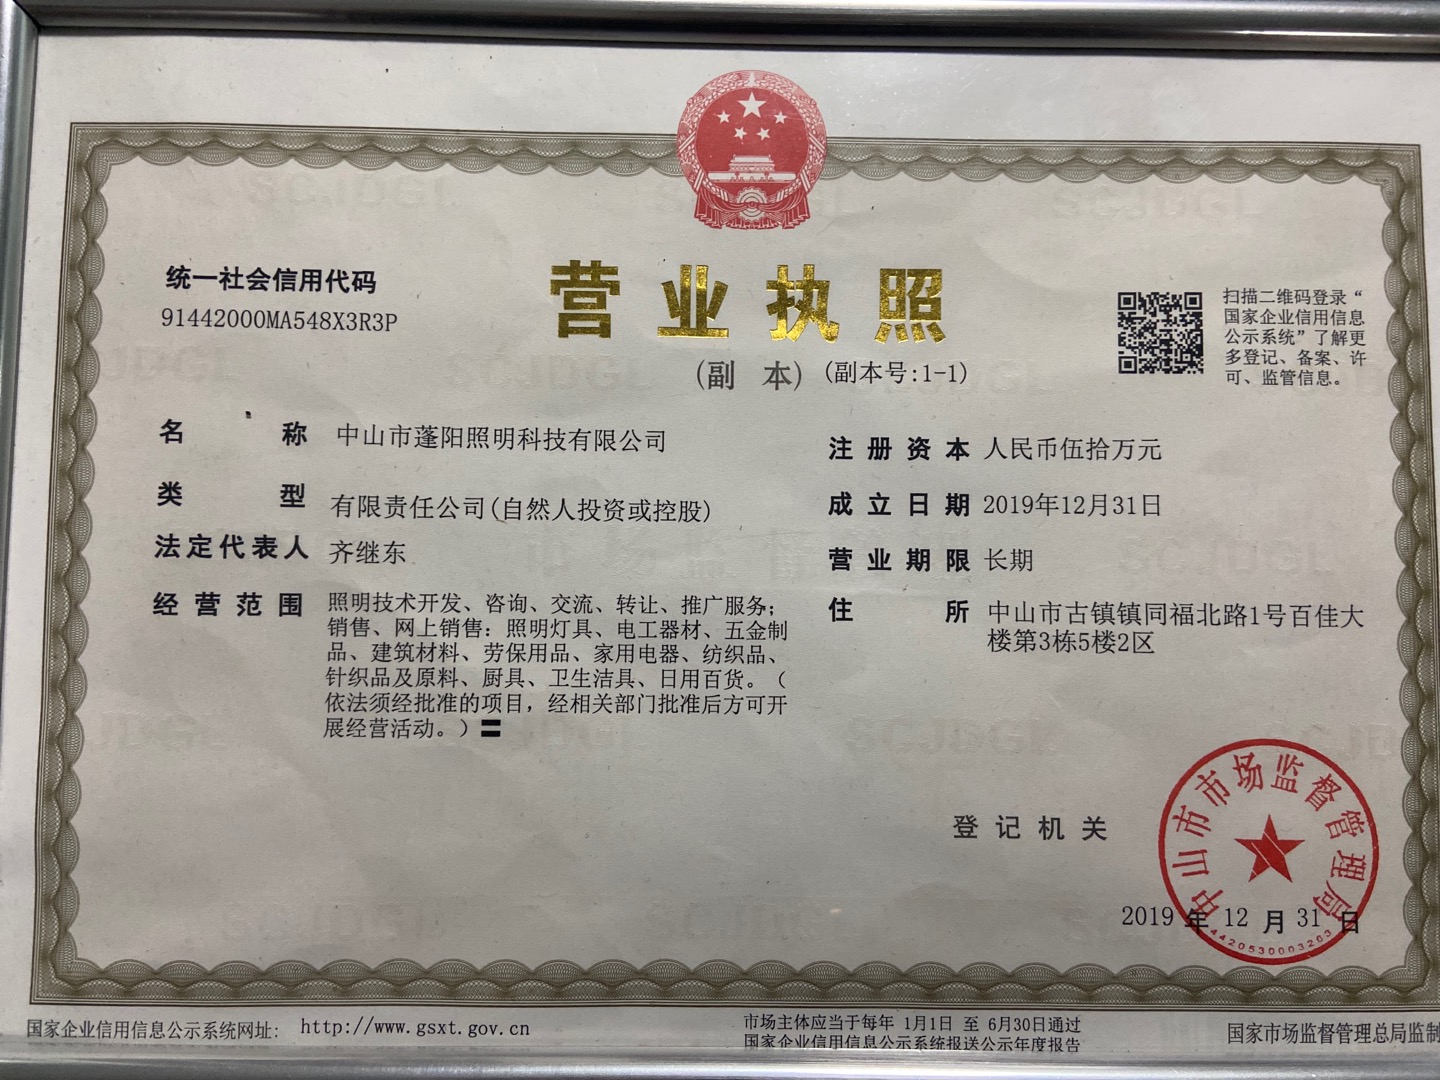 统一社会信用代码
91442000MA548X3R3P
营业执照
(副 本) (副本号:1-1)
扫描二维码登录“
国家企业信用信息
公示系统”了解更
多登记、备案、许
可、监管信息。
名 称 中山市蓬阳照明科技有限公司
类 型 有限责任公司(自然人投资或控股)
法定代表人 齐继东
经营范围 照明技术开发、咨询、交流、转让、推广服务；
销售、网上销售：照明灯具、电工器材、五金制
品、建筑材料、劳保用品、家用电器、纺织品、
针织品及原料、厨具、卫生洁具、日用百货。（
依法须经批准的项目，经相关部门批准后方可开
展经营活动。）〓
注册资本 人民币伍拾万元
成立日期 2019年12月31日
营业期限 长期
住 所 中山市古镇镇同福北路1号百佳大
楼第3栋5楼2区
登记机关
中山市市场监督管理局
4420530003203
2019 年 12 月 31 日
国家企业信用信息公示系统网址: http://www.gsxt.gov.cn
市场主体应当于每年 1月1日 至 6月30日通过
国家企业信用信息公示系统报送公示年度报告
国家市场监督管理总局监制